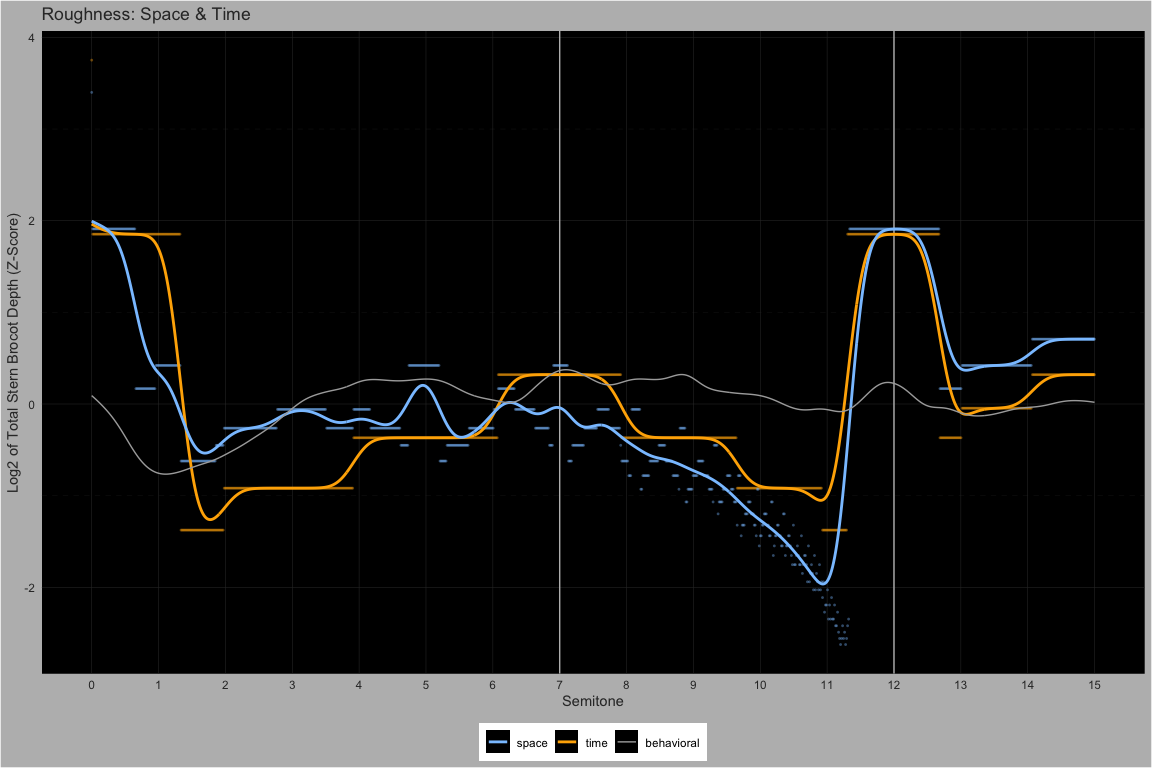 Roughness: Space & Time
Log2 of Total Stern Brocot Depth (Z-Score)
4
2
0
-2
0 1 2 3 4 5 6 7 8 9 10 11 12 13 14 15
Semitone
space time behavioral